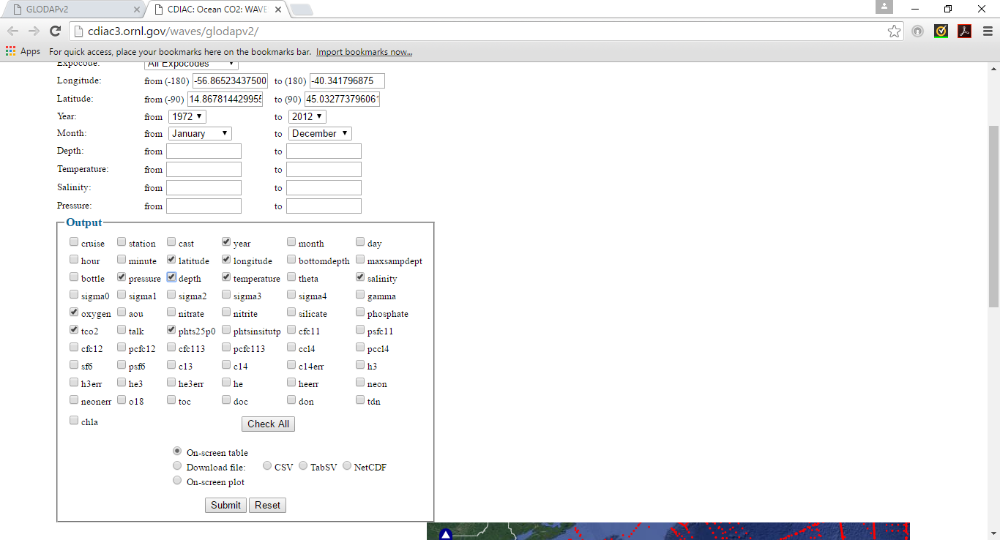 GLODAPv2
CDIAC: Ocean CO2: WAVE
cdiac3.ornl.gov/waves/glodapv2/
Apps For quick access, place your bookmarks here on the bookmarks bar. Import bookmarks now...
Expocode: All Expocodes
Longitude: from (-180) -56.86523437500 to (180) -40.341796875
Latitude: from (-90) 14.867814429955 to (90) 45.032773796061
Year: from 1972 to 2012
Month: from January to December
Depth: from to
Temperature: from to
Salinity: from to
Pressure: from to
Output
cruise station cast year month day
hour minute latitude longitude bottomdepth maxsampdept
bottle pressure depth temperature theta salinity
sigma0 sigma1 sigma2 sigma3 sigma4 gamma
oxygen aou nitrate nitrite silicate phosphate
tco2 talk phts25p0 phtsinsitutp cfc11 psfc11
cfc12 pcfc12 cfc113 pcfc113 ccl4 pccl4
sf6 psf6 c13 c14 c14err h3
h3err he3 he3err he heerr neon
neonerr o18 toc doc don tdn
chla Check All
On-screen table
Download file: CSV TabSV NetCDF
On-screen plot
Submit Reset